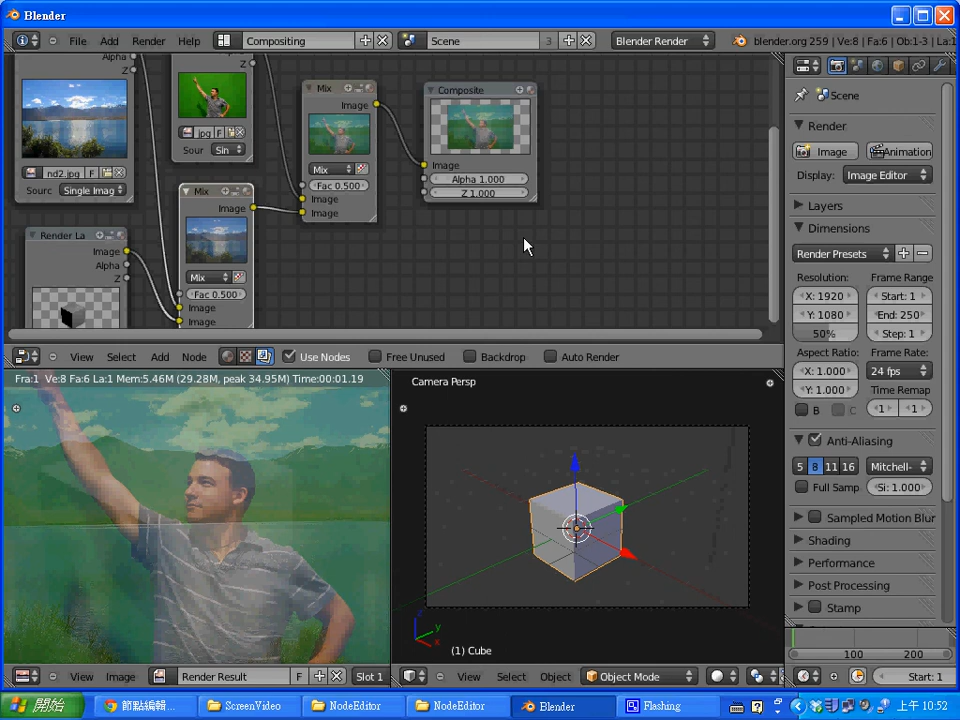 Blender
File Add Render Help Compositing Scene 3 Blender Render blender.org 259 | Ve:8 | Fa:6 | Ob:1-3 | La:1
Alpha
Z
nd2.jpg F
Sourc Single Imag
Z
jpg F
Sour Sin
Mix
Image
Mix
Fac 0.500
Image
Image
Composite
Image
Alpha 1.000
Z 1.000
Mix
Image
Mix
Fac 0.500
Image
Image
Render La
Image
Alpha
Z
View Select Add Node Use Nodes Free Unused Backdrop Auto Render
Fra:1 Ve:8 Fa:6 La:1 Mem:5.46M (29.28M, peak 34.95M) Time:00:01.19
View Image Render Result F Slot 1
Camera Persp
z
y
x
(1) Cube
View Select Object Object Mode
Scene
Render
Image Animation
Display: Image Editor
Layers
Dimensions
Render Presets
Resolution: Frame Range
X: 1920 Start: 1
Y: 1080 End: 250
50% Step: 1
Aspect Ratio: Frame Rate:
X: 1.000 24 fps
Y: 1.000 Time Remap
B C 1 1
Anti-Aliasing
5 8 11 16 Mitchell-
Full Samp Si: 1.000
Sampled Motion Blur
Shading
Performance
Post Processing
Stamp
100 200
Start: 1
開始 節點編輯... ScreenVideo NodeEditor NodeEditor Blender Flashing 上午 10:52